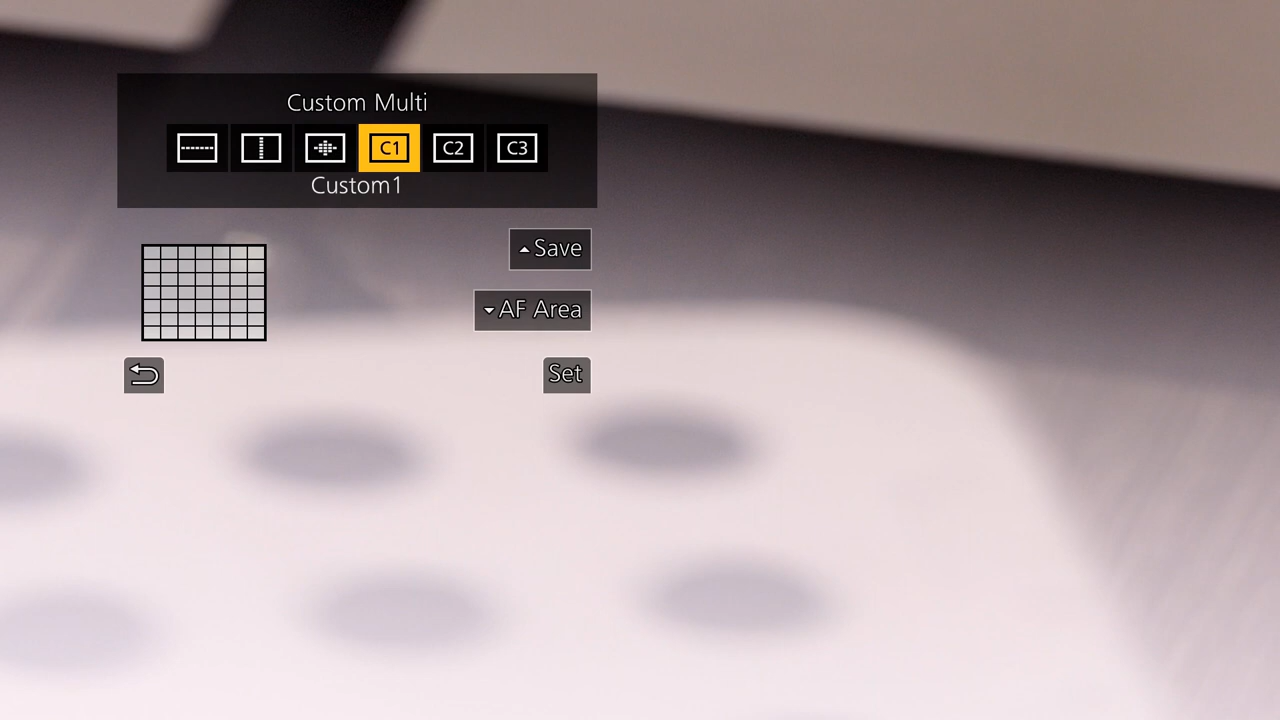 Custom Multi
C1 C2 C3
Custom1
Save
AF Area
Set